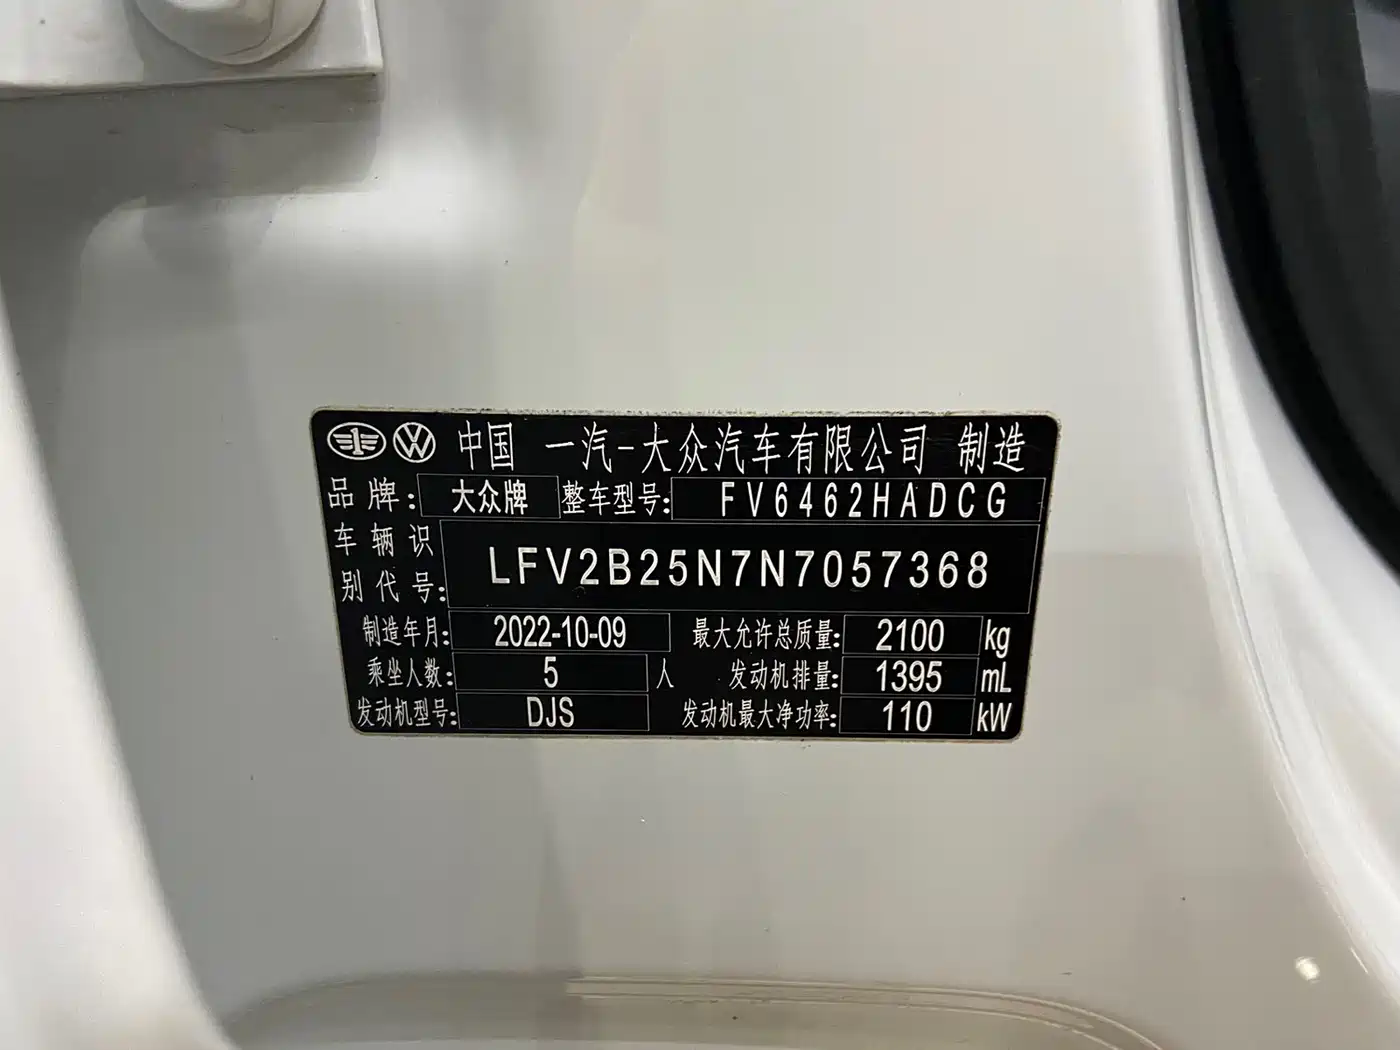 中国 一汽-大众汽车有限公司 制造
品牌: 大众牌 整车型号: FV6462HADCG
车辆识别代号: LFV2B25N7N7057368
制造年月: 2022-10-09 最大允许总质量: 2100 kg
乘坐人数: 5 人 发动机排量: 1395 mL
发动机型号: DJS 发动机最大净功率: 110 kW